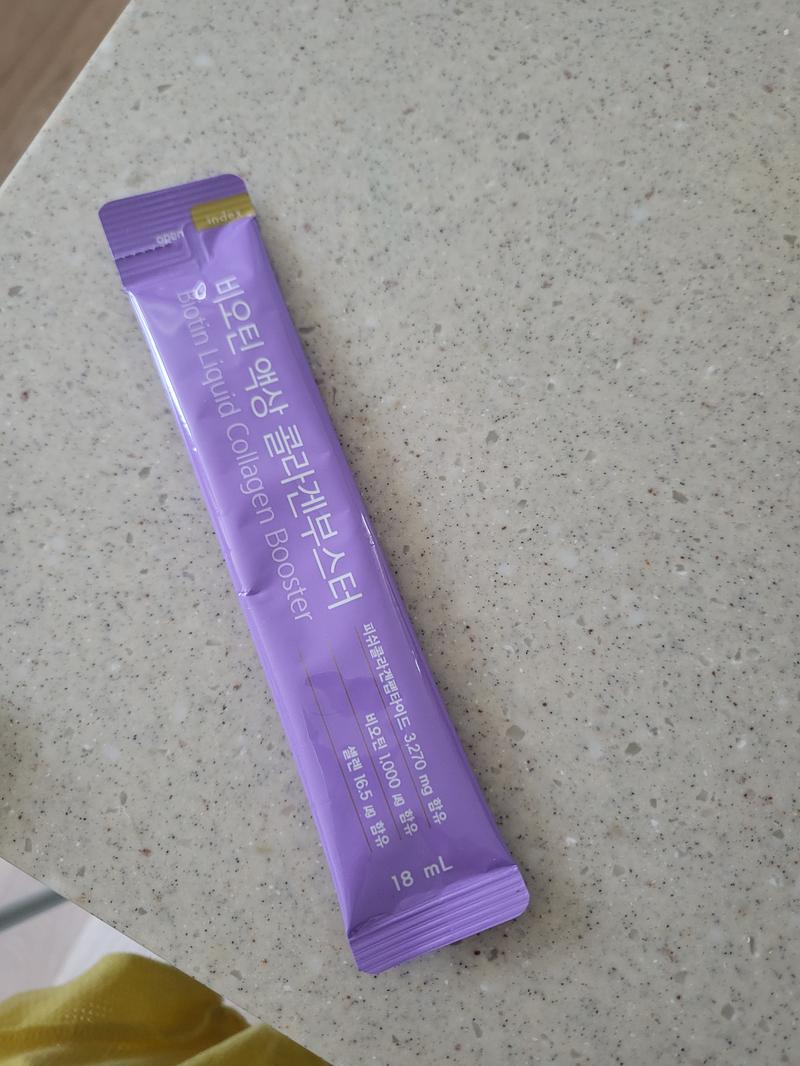 index
open
비오틴 액상 콜라겐부스터
Biotin Liquid Collagen Booster
피쉬콜라겐펩타이드 3,270 mg 함유
비오틴 1,000 ㎍ 함유
셀렌 16.5 ㎍ 함유
18 mL